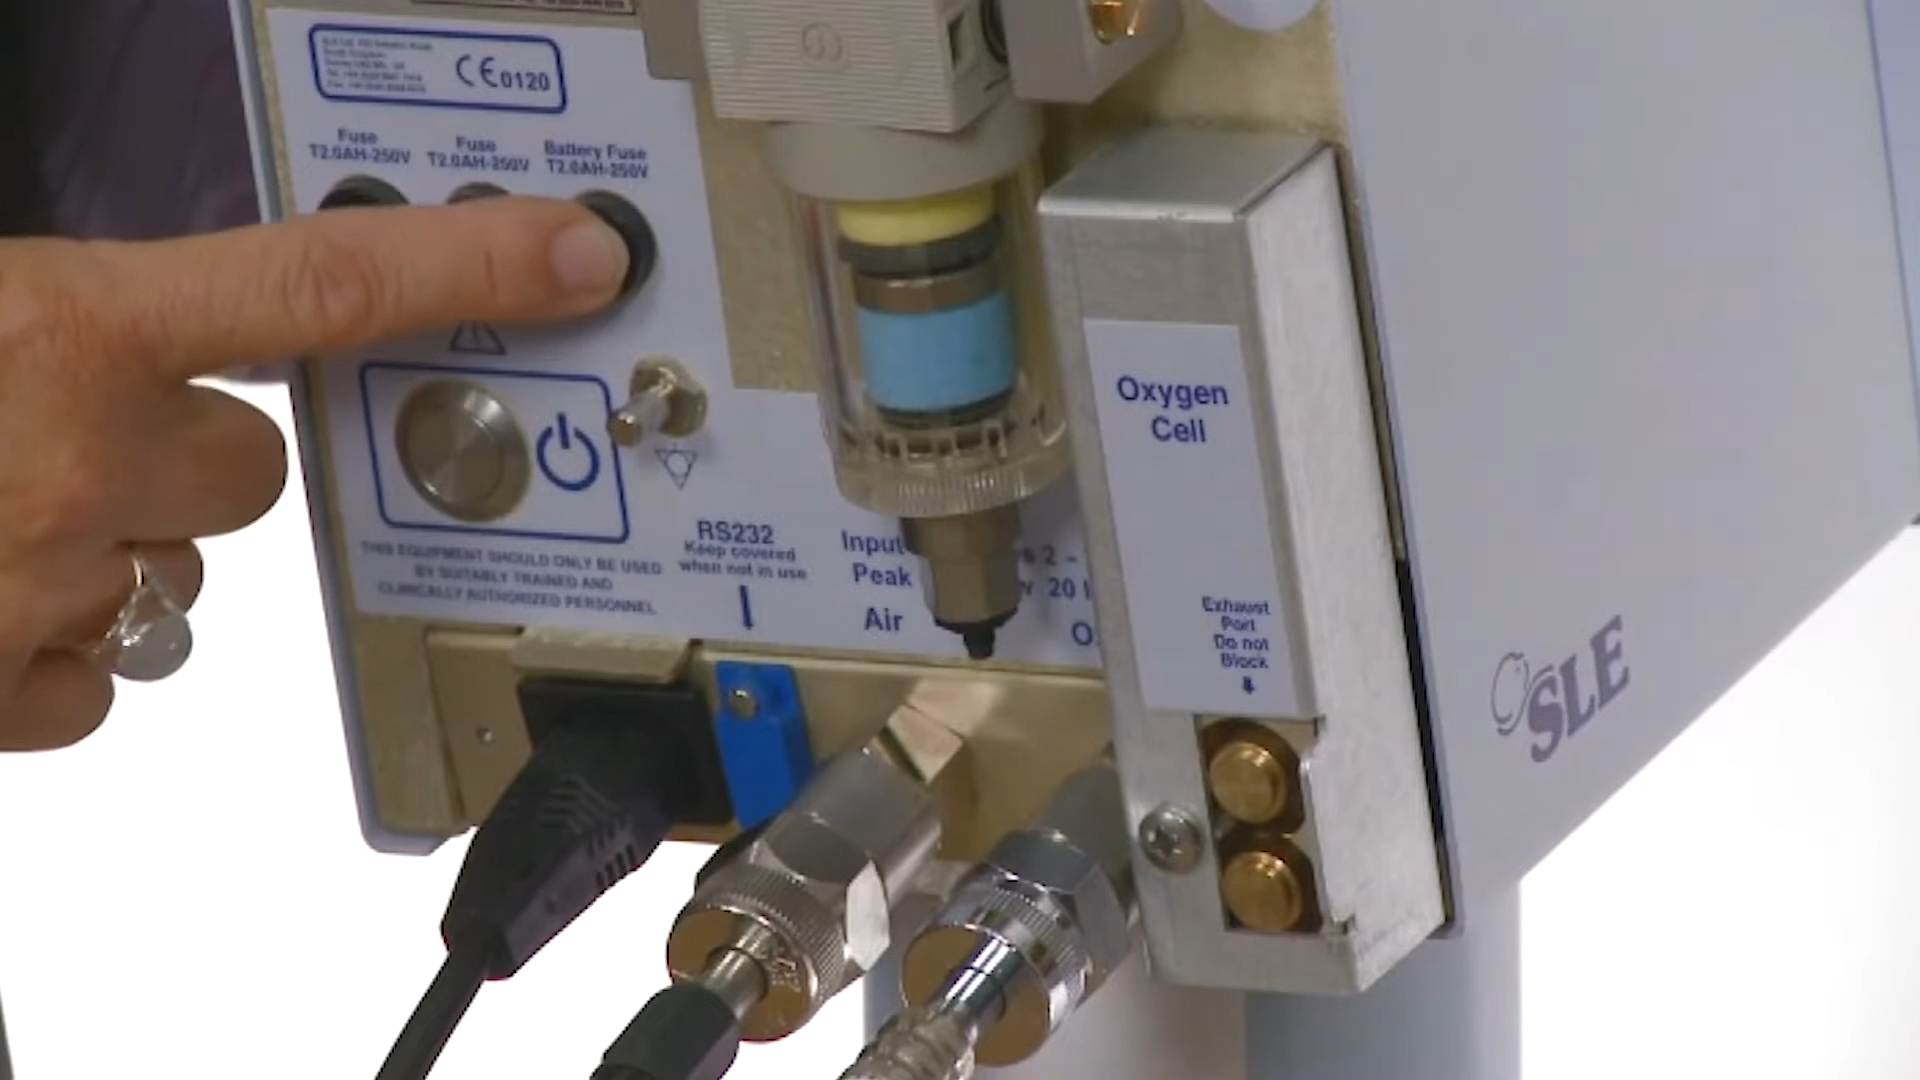 CE0120
Fuse
T2.0AH-250V
Fuse
T2.0AH-250V
Battery Fuse
T2.0AH-250V
THIS EQUIPMENT SHOULD ONLY BE USED
BY SUITABLY TRAINED AND
CLINICALLY AUTHORIZED PERSONNEL
RS232
Keep covered
when not in use
Input
Peak
20
Air
Oxygen
Cell
Exhaust
Port
Do not
Block
SLE